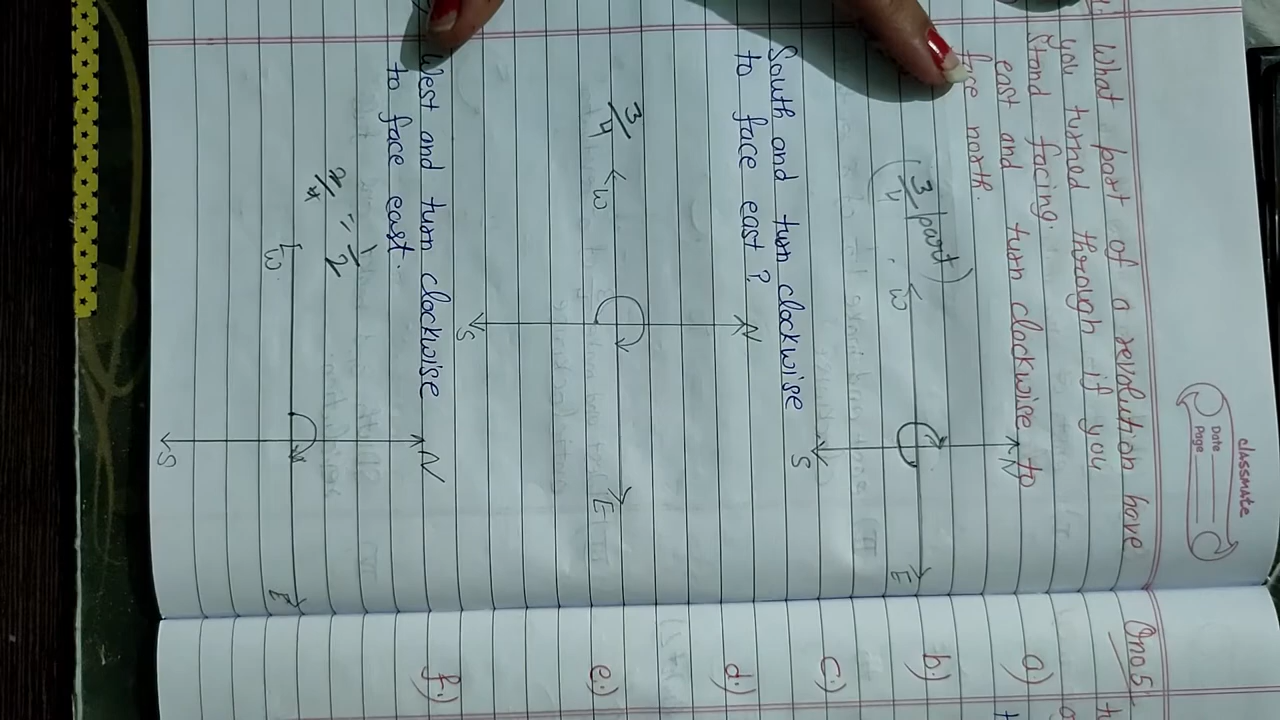 classmate
Date
Page
What part of a revolution have
you turned through if you
Stand facing.
east and turn clockwise to
face north.
N
(3/4 part)
W
E
S
South and turn clockwise
to face east?
N
3/4
W
E
S
West and turn clockwise
to face east.
N
2/4 = 1/2
W
E
S
Qno5
a)
b)
c)
d)
e)
f)